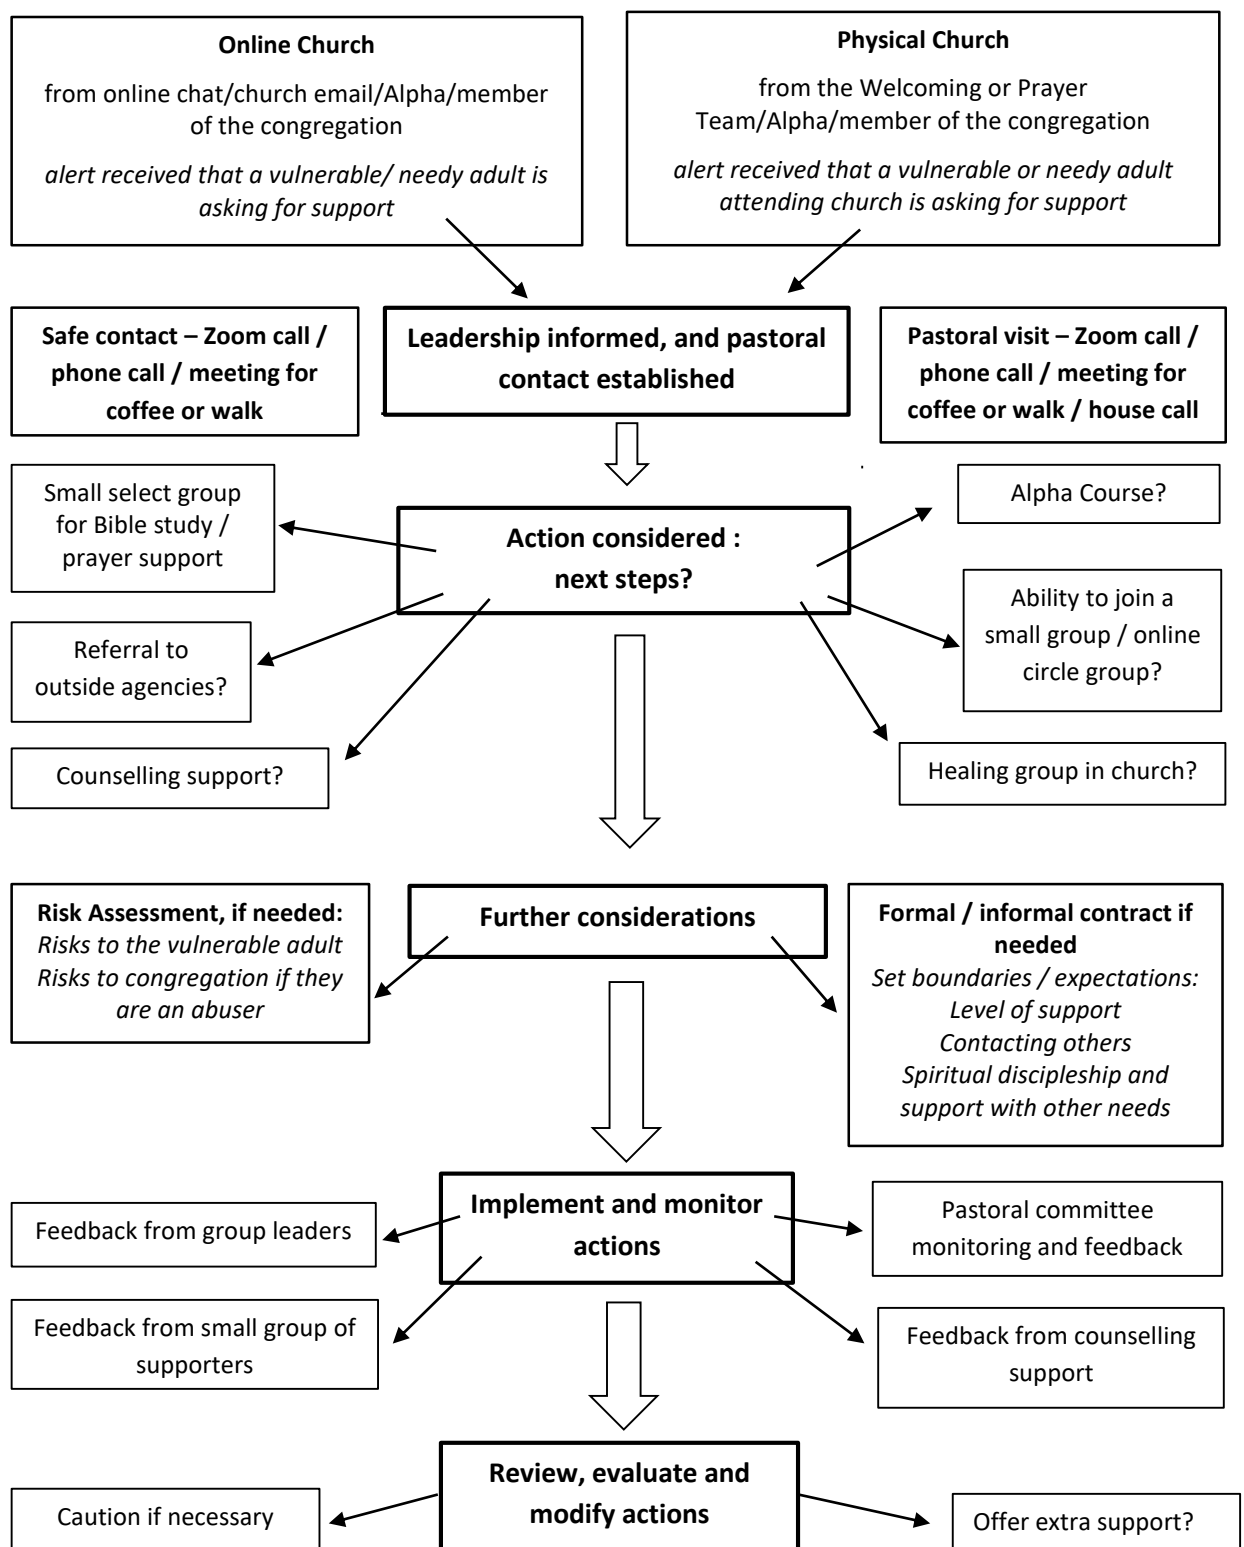 Online Church
from online chat/church email/Alpha/member
of the congregation
alert received that a vulnerable/ needy adult is
asking for support
Physical Church
from the Welcoming or Prayer
Team/Alpha/member of the congregation
alert received that a vulnerable or needy adult
attending church is asking for support
Safe contact – Zoom call /
phone call / meeting for
coffee or walk
Leadership informed, and pastoral
contact established
Pastoral visit – Zoom call /
phone call / meeting for
coffee or walk / house call
Small select group
for Bible study /
prayer support
Action considered :
next steps?
Alpha Course?
Referral to
outside agencies?
Ability to join a
small group / online
circle group?
Counselling support?
Healing group in church?
Risk Assessment, if needed:
Risks to the vulnerable adult
Risks to congregation if they
are an abuser
Further considerations
Formal / informal contract if
needed
Set boundaries / expectations:
Level of support
Contacting others
Spiritual discipleship and
support with other needs
Implement and monitor
actions
Feedback from group leaders
Pastoral committee
monitoring and feedback
Feedback from small group of
supporters
Feedback from counselling
support
Review, evaluate and
modify actions
Caution if necessary
Offer extra support?